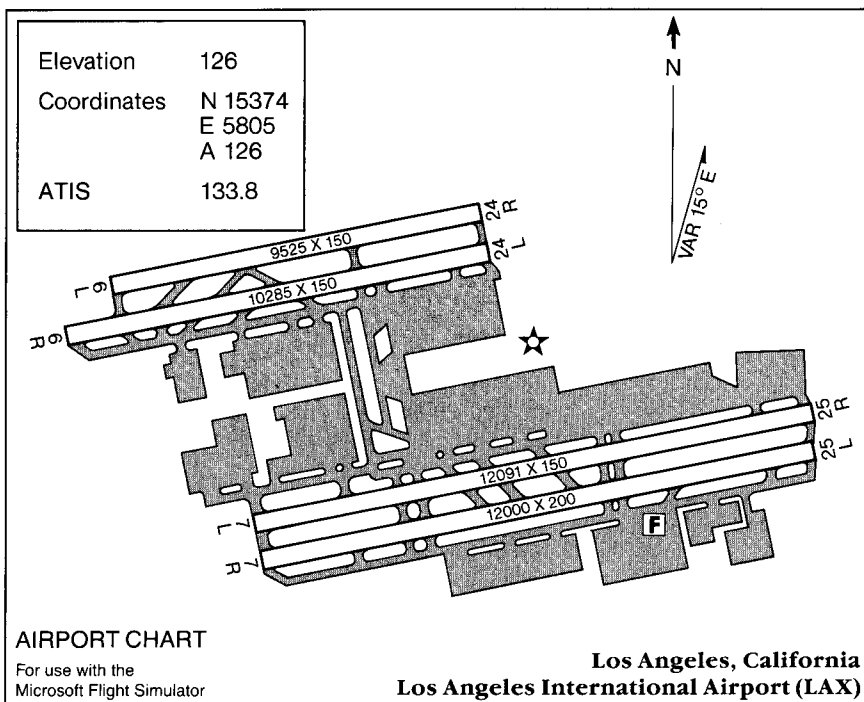 Elevation 126
Coordinates N 15374
E 5805
A 126
ATIS 133.8
N
VAR 15° E
24 R
9525 X 150
24 L
6 L
10285 X 150
6 R
25 R
12091 X 150
25 L
7 L
12000 X 200
F
7 R
AIRPORT CHART
For use with the
Microsoft Flight Simulator
Los Angeles, California
Los Angeles International Airport (LAX)